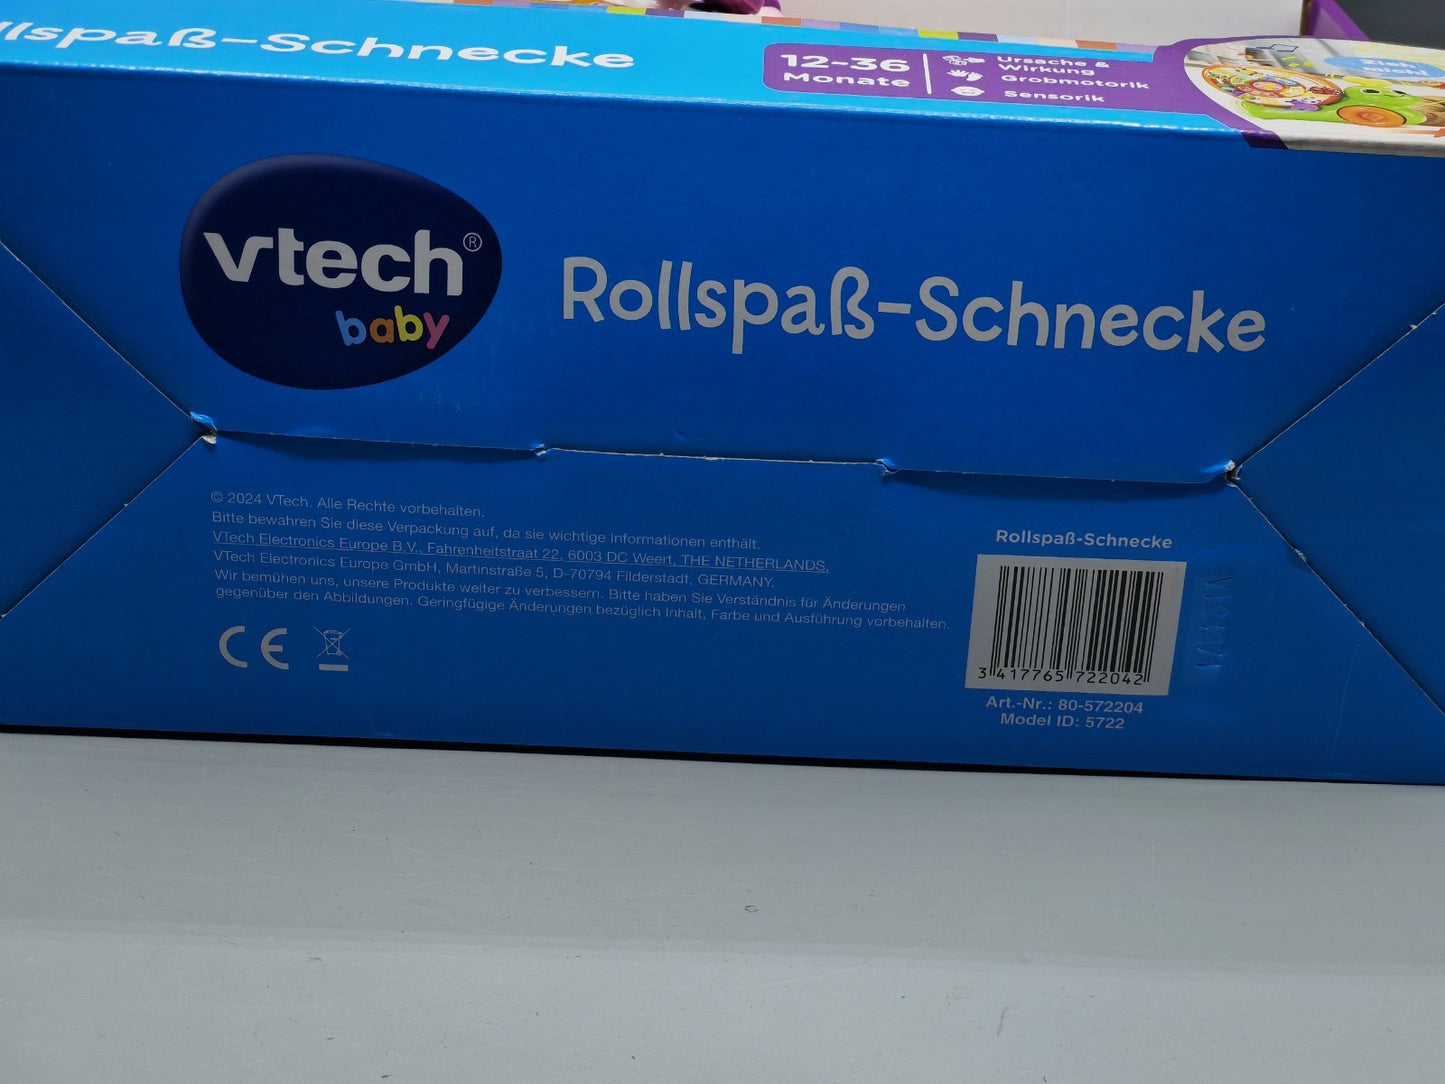 llspaß-Schnecke
12-36
Monate
Ursache &
Wirkung
Grobmotorik
Sensorik
Zieh
mich!
vtech®
baby
Rollspaß-Schnecke
© 2024 VTech. Alle Rechte vorbehalten.
Bitte bewahren Sie diese Verpackung auf, da sie wichtige Informationen enthält.
VTech Electronics Europe B.V., Fahrenheitstraat 22, 6003 DC Weert, THE NETHERLANDS.
VTech Electronics Europe GmbH, Martinstraße 5, D-70794 Filderstadt, GERMANY.
Wir bemühen uns, unsere Produkte weiter zu verbessern. Bitte haben Sie Verständnis für Änderungen
gegenüber den Abbildungen. Geringfügige Änderungen bezüglich Inhalt, Farbe und Ausführung vorbehalten.
CE
Rollspaß-Schnecke
3 417765 722042
Art.-Nr.: 80-572204
Model ID: 5722